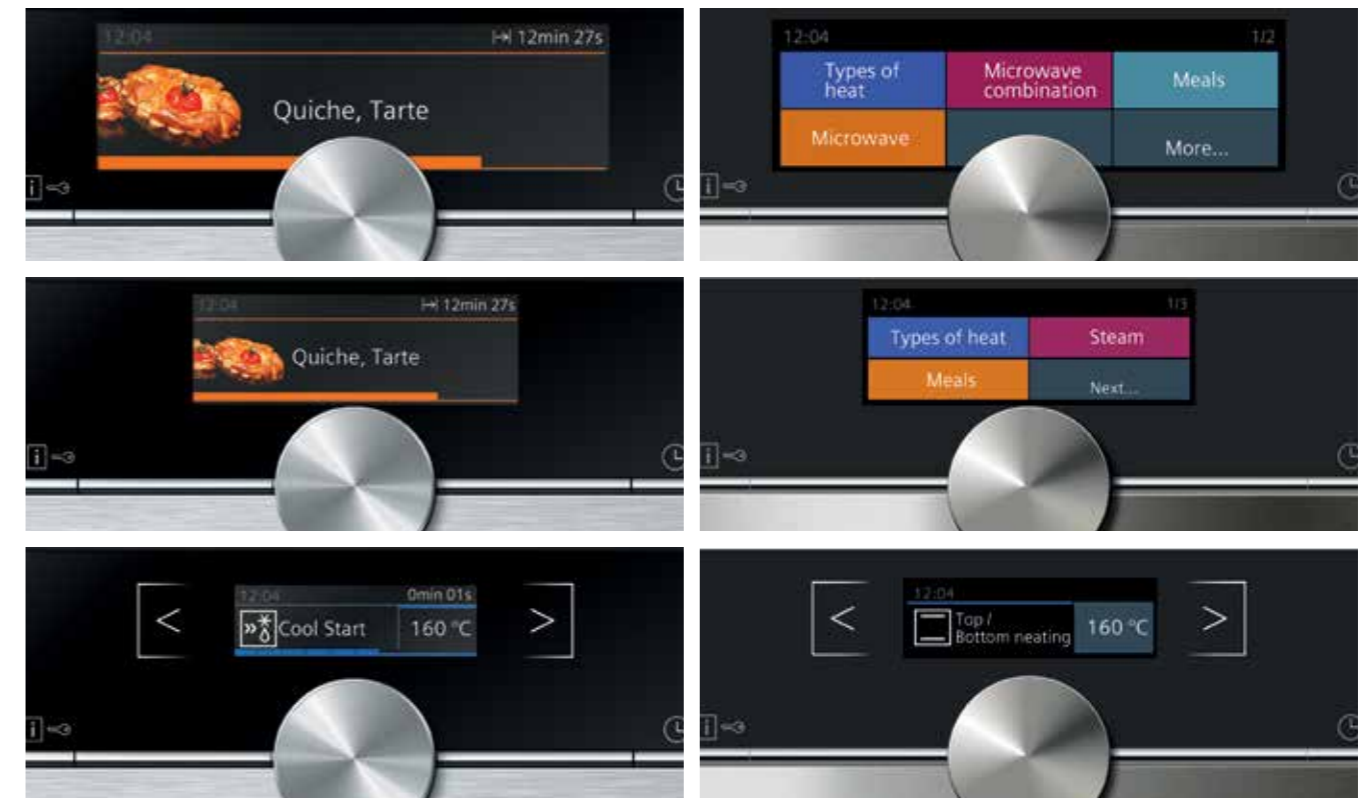 12:04
12min 27s
Quiche, Tarte
i
12:04
1/2
Types of
heat
Microwave
combination
Meals
Microwave
More...
i
12:04
12min 27s
Quiche, Tarte
i
12:04
1/3
Types of heat
Steam
Meals
Next...
i
<
12:04
0min 01s
Cool Start
160 °C
>
i
<
12:04
Top /
Bottom neating
160 °C
>
i